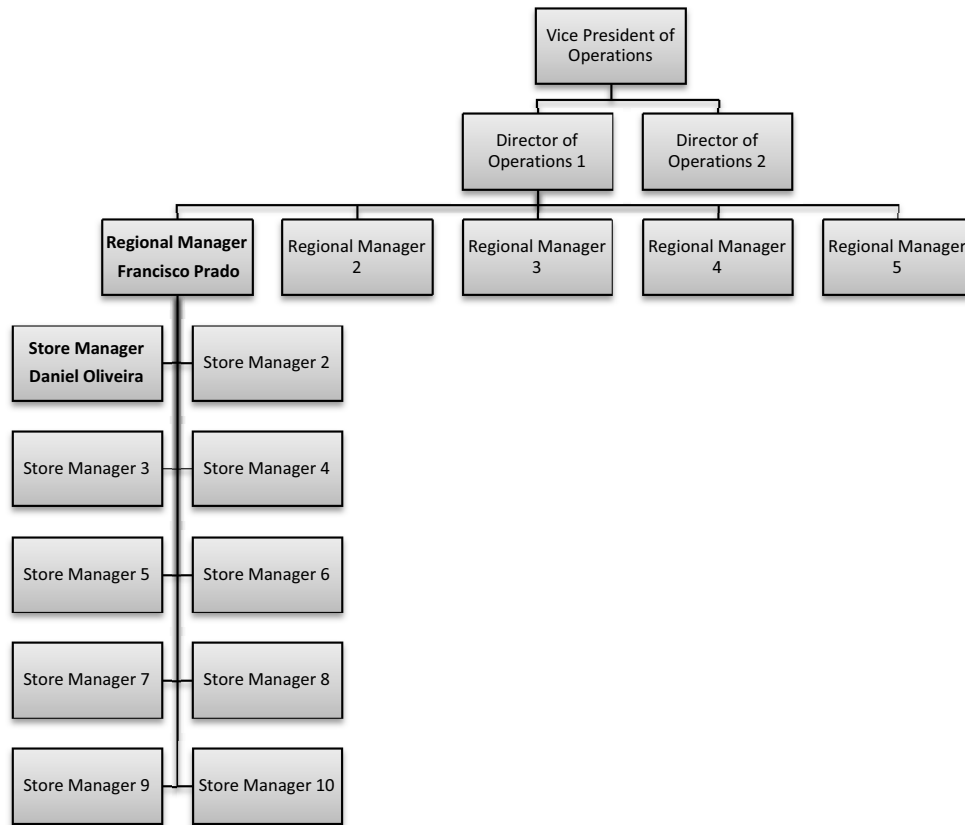 Vice President of
Operations
Director of
Operations 1
Director of
Operations 2
Regional Manager
Francisco Prado
Regional Manager
2
Regional Manager
3
Regional Manager
4
Regional Manager
5
Store Manager
Daniel Oliveira
Store Manager 2
Store Manager 3
Store Manager 4
Store Manager 5
Store Manager 6
Store Manager 7
Store Manager 8
Store Manager 9
Store Manager 10